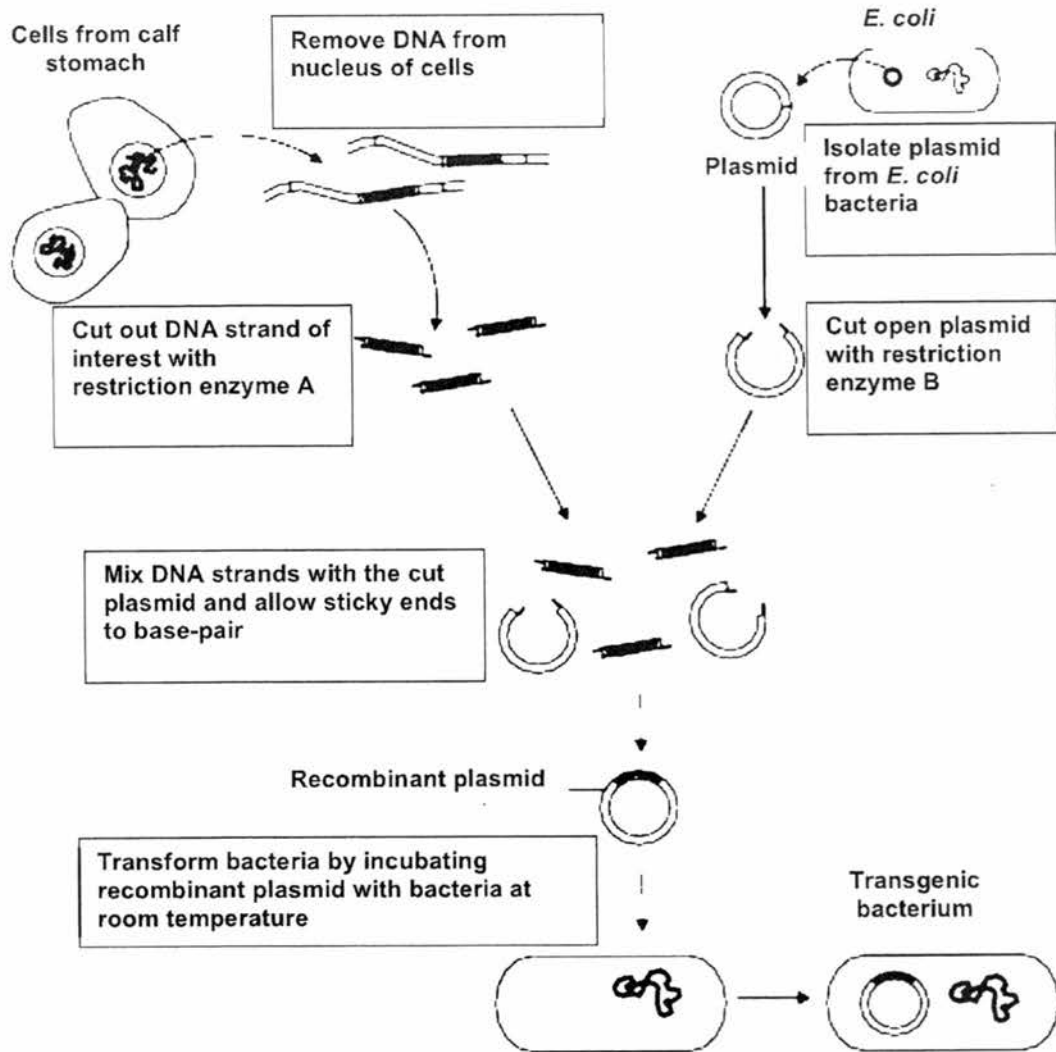 Cells from calf
stomach
Remove DNA from
nucleus of cells
E. coli
Plasmid
Isolate plasmid
from E. coli
bacteria
Cut out DNA strand of
interest with
restriction enzyme A
Cut open plasmid
with restriction
enzyme B
Mix DNA strands with the cut
plasmid and allow sticky ends
to base-pair
Recombinant plasmid
Transform bacteria by incubating
recombinant plasmid with bacteria at
room temperature
Transgenic
bacterium